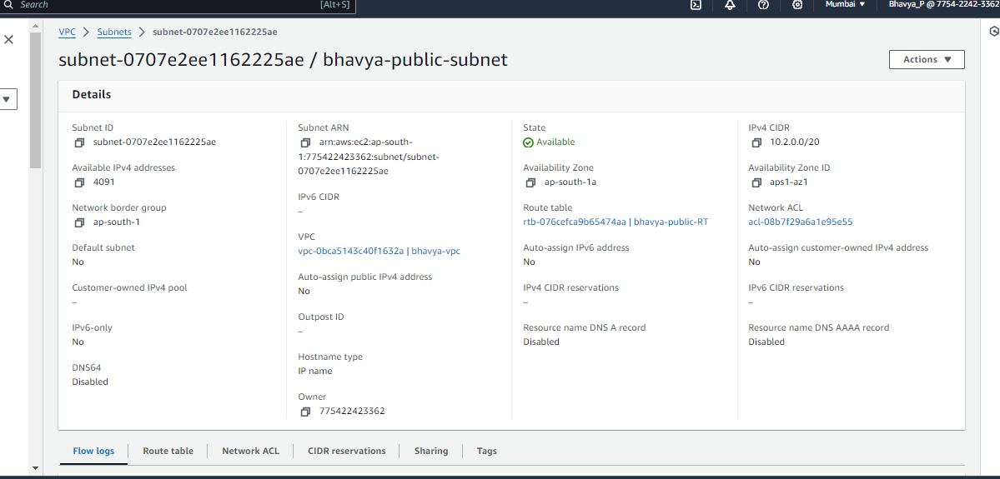 Search [Alt+S] Mumbai ▼ Bhavya_P @ 7754-2242-3362
VPC > Subnets > subnet-0707e2ee1162225ae
subnet-0707e2ee1162225ae / bhavya-public-subnet
Actions ▼
Details
Subnet ID
subnet-0707e2ee1162225ae
Available IPv4 addresses
4091
Network border group
ap-south-1
Default subnet
No
Customer-owned IPv4 pool
–
IPv6-only
No
DNS64
Disabled
Subnet ARN
arn:aws:ec2:ap-south-
1:775422423362:subnet/subnet-
0707e2ee1162225ae
IPv6 CIDR
–
VPC
vpc-0bca5143c40f1632a | bhavya-vpc
Auto-assign public IPv4 address
No
Outpost ID
–
Hostname type
IP name
Owner
775422423362
State
Available
Availability Zone
ap-south-1a
Route table
rtb-076cefca9b65474aa | bhavya-public-RT
Auto-assign IPv6 address
No
IPv4 CIDR reservations
–
Resource name DNS A record
Disabled
IPv4 CIDR
10.2.0.0/20
Availability Zone ID
aps1-az1
Network ACL
acl-08b7f29a6a1e95e55
Auto-assign customer-owned IPv4 address
No
IPv6 CIDR reservations
–
Resource name DNS AAAA record
Disabled
Flow logs Route table Network ACL CIDR reservations Sharing Tags